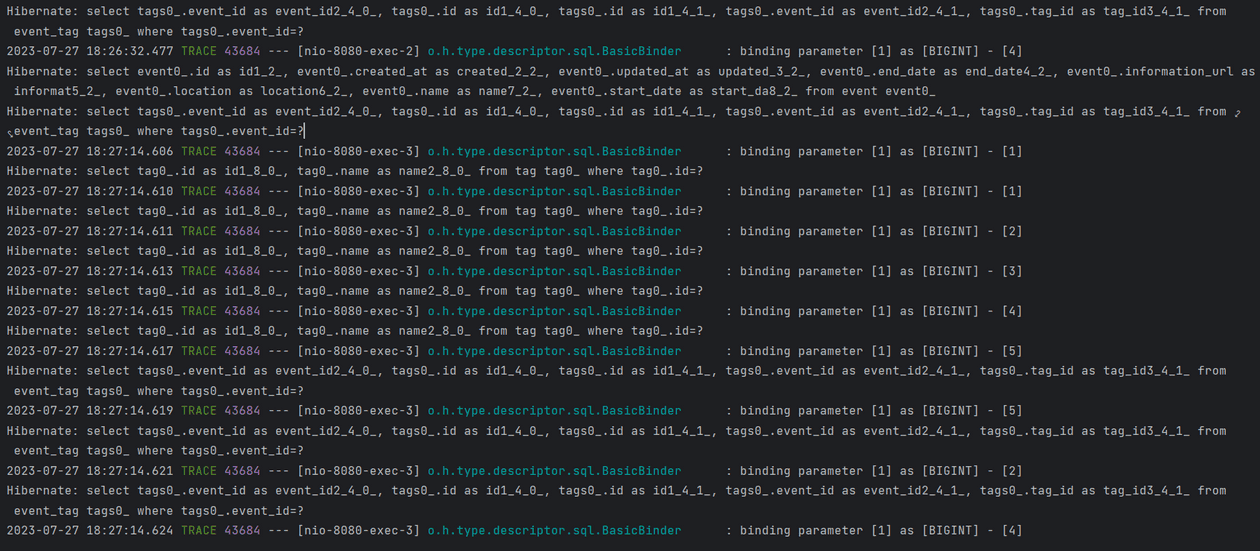 Hibernate: select tags0_.event_id as event_id2_4_0_, tags0_.id as id1_4_0_, tags0_.id as id1_4_1_, tags0_.event_id as event_id2_4_1_, tags0_.tag_id as tag_id3_4_1_ from
event_tag tags0_ where tags0_.event_id=?
2023-07-27 18:26:32.477 TRACE 43684 --- [nio-8080-exec-2] o.h.type.descriptor.sql.BasicBinder : binding parameter [1] as [BIGINT] - [4]
Hibernate: select event0_.id as id1_2_, event0_.created_at as created_2_2_, event0_.updated_at as updated_3_2_, event0_.end_date as end_date4_2_, event0_.information_url as
informat5_2_, event0_.location as location6_2_, event0_.name as name7_2_, event0_.start_date as start_da8_2_ from event event0_
Hibernate: select tags0_.event_id as event_id2_4_0_, tags0_.id as id1_4_0_, tags0_.id as id1_4_1_, tags0_.event_id as event_id2_4_1_, tags0_.tag_id as tag_id3_4_1_ from
event_tag tags0_ where tags0_.event_id=?
2023-07-27 18:27:14.606 TRACE 43684 --- [nio-8080-exec-3] o.h.type.descriptor.sql.BasicBinder : binding parameter [1] as [BIGINT] - [1]
Hibernate: select tag0_.id as id1_8_0_, tag0_.name as name2_8_0_ from tag tag0_ where tag0_.id=?
2023-07-27 18:27:14.610 TRACE 43684 --- [nio-8080-exec-3] o.h.type.descriptor.sql.BasicBinder : binding parameter [1] as [BIGINT] - [1]
Hibernate: select tag0_.id as id1_8_0_, tag0_.name as name2_8_0_ from tag tag0_ where tag0_.id=?
2023-07-27 18:27:14.611 TRACE 43684 --- [nio-8080-exec-3] o.h.type.descriptor.sql.BasicBinder : binding parameter [1] as [BIGINT] - [2]
Hibernate: select tag0_.id as id1_8_0_, tag0_.name as name2_8_0_ from tag tag0_ where tag0_.id=?
2023-07-27 18:27:14.613 TRACE 43684 --- [nio-8080-exec-3] o.h.type.descriptor.sql.BasicBinder : binding parameter [1] as [BIGINT] - [3]
Hibernate: select tag0_.id as id1_8_0_, tag0_.name as name2_8_0_ from tag tag0_ where tag0_.id=?
2023-07-27 18:27:14.615 TRACE 43684 --- [nio-8080-exec-3] o.h.type.descriptor.sql.BasicBinder : binding parameter [1] as [BIGINT] - [4]
Hibernate: select tag0_.id as id1_8_0_, tag0_.name as name2_8_0_ from tag tag0_ where tag0_.id=?
2023-07-27 18:27:14.617 TRACE 43684 --- [nio-8080-exec-3] o.h.type.descriptor.sql.BasicBinder : binding parameter [1] as [BIGINT] - [5]
Hibernate: select tags0_.event_id as event_id2_4_0_, tags0_.id as id1_4_0_, tags0_.id as id1_4_1_, tags0_.event_id as event_id2_4_1_, tags0_.tag_id as tag_id3_4_1_ from
event_tag tags0_ where tags0_.event_id=?
2023-07-27 18:27:14.619 TRACE 43684 --- [nio-8080-exec-3] o.h.type.descriptor.sql.BasicBinder : binding parameter [1] as [BIGINT] - [5]
Hibernate: select tags0_.event_id as event_id2_4_0_, tags0_.id as id1_4_0_, tags0_.id as id1_4_1_, tags0_.event_id as event_id2_4_1_, tags0_.tag_id as tag_id3_4_1_ from
event_tag tags0_ where tags0_.event_id=?
2023-07-27 18:27:14.621 TRACE 43684 --- [nio-8080-exec-3] o.h.type.descriptor.sql.BasicBinder : binding parameter [1] as [BIGINT] - [2]
Hibernate: select tags0_.event_id as event_id2_4_0_, tags0_.id as id1_4_0_, tags0_.id as id1_4_1_, tags0_.event_id as event_id2_4_1_, tags0_.tag_id as tag_id3_4_1_ from
event_tag tags0_ where tags0_.event_id=?
2023-07-27 18:27:14.624 TRACE 43684 --- [nio-8080-exec-3] o.h.type.descriptor.sql.BasicBinder : binding parameter [1] as [BIGINT] - [4]